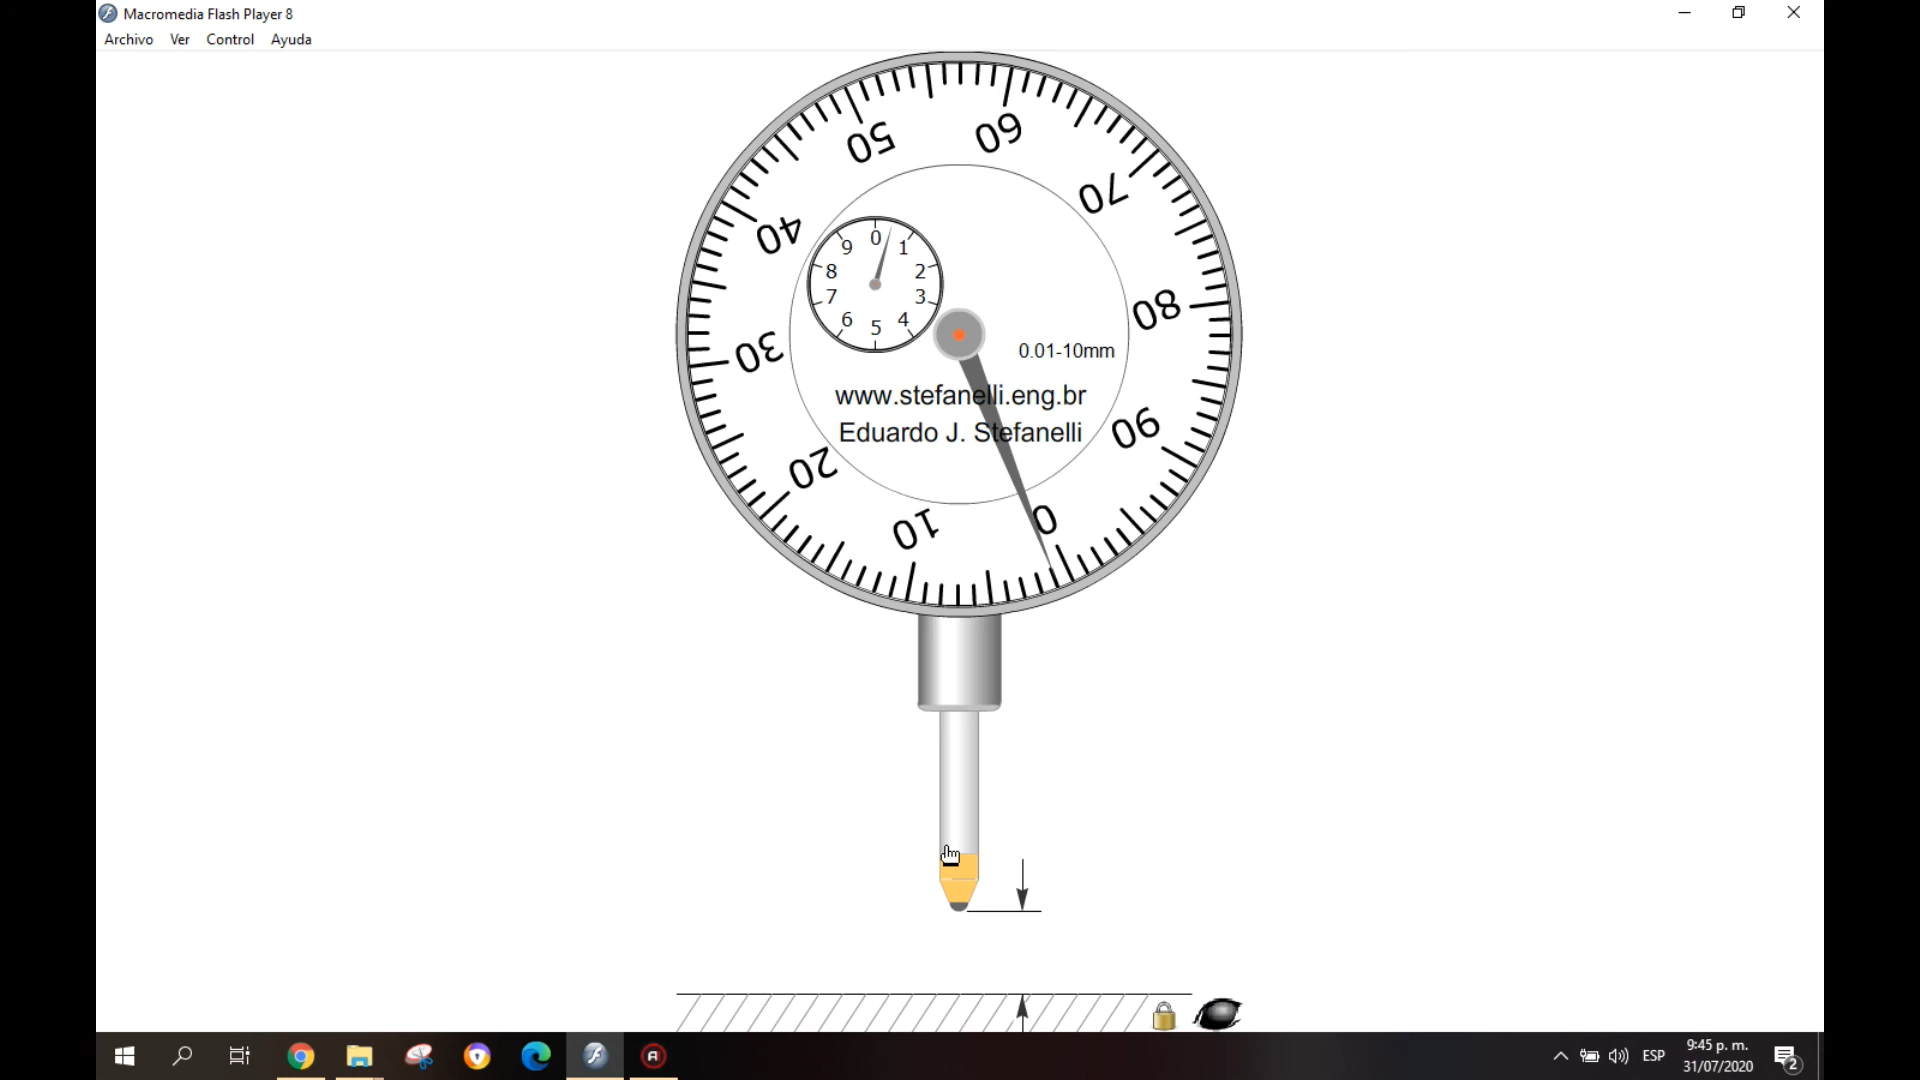 Macromedia Flash Player 8
Archivo Ver Control Ayuda
50 60
40 70
30 80
20 90
10 0
0
9 1
8 2
7 3
6 4
5
0.01-10mm
www.stefanelli.eng.br
Eduardo J. Stefanelli
ESP
9:45 p. m.
31/07/2020
2